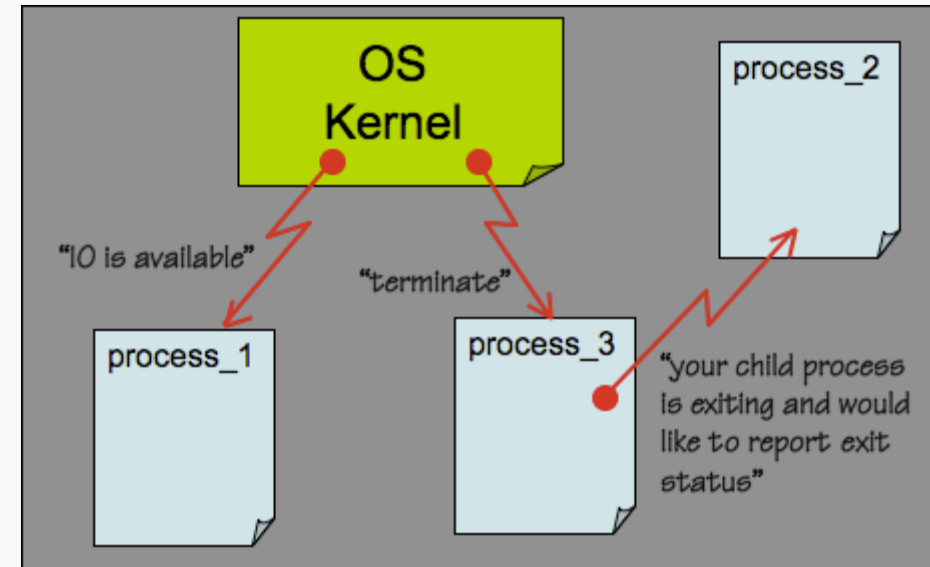 OS
Kernel
process_2
"IO is available"
"terminate"
process_1
process_3
"your child process
is exiting and would
like to report exit
status"